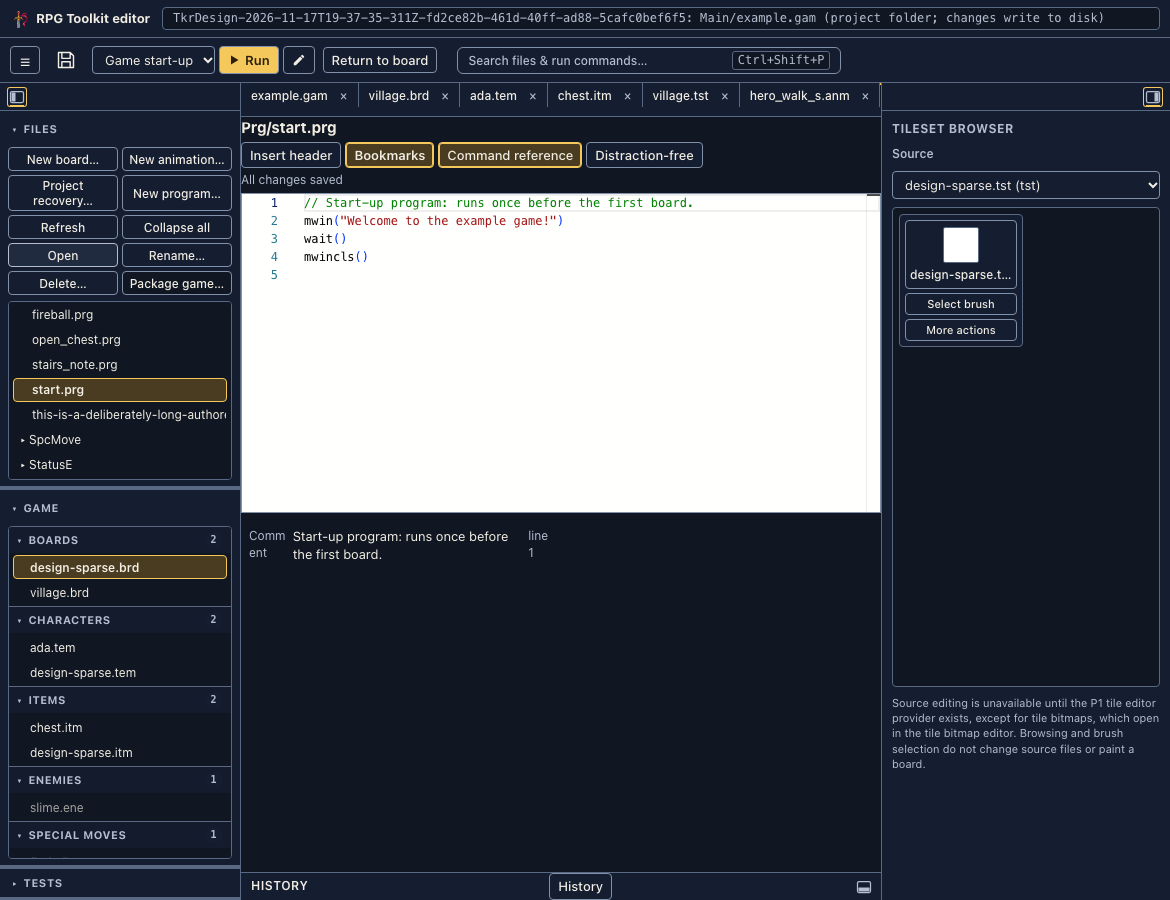 RPG Toolkit editor
TkrDesign-2026-11-17T19-37-35-311Z-fd2ce82b-461d-40ff-ad88-5cafc0bef6f5: Main/example.gam (project folder; changes write to disk)
Game start-up
Run
Return to board
Search files & run commands…
Ctrl+Shift+P
FILES
New board…
New animation…
Project recovery…
New program…
Refresh
Collapse all
Open
Rename…
Delete…
Package game…
fireball.prg
open_chest.prg
stairs_note.prg
start.prg
this-is-a-deliberately-long-author
SpcMove
StatusE
GAME
BOARDS 2
design-sparse.brd
village.brd
CHARACTERS 2
ada.tem
design-sparse.tem
ITEMS 2
chest.itm
design-sparse.itm
ENEMIES 1
slime.ene
SPECIAL MOVES 1
TESTS
example.gam ×
village.brd ×
ada.tem ×
chest.itm ×
village.tst ×
hero_walk_s.anm ×
Prg/start.prg
Insert header
Bookmarks
Command reference
Distraction-free
All changes saved
1 // Start-up program: runs once before the first board.
2 mwin("Welcome to the example game!")
3 wait()
4 mwincls()
5
Comm
ent
Start-up program: runs once before
the first board.
line
1
HISTORY
History
TILESET BROWSER
Source
design-sparse.tst (tst)
design-sparse.t…
Select brush
More actions
Source editing is unavailable until the P1 tile editor
provider exists, except for tile bitmaps, which open
in the tile bitmap editor. Browsing and brush
selection do not change source files or paint a
board.